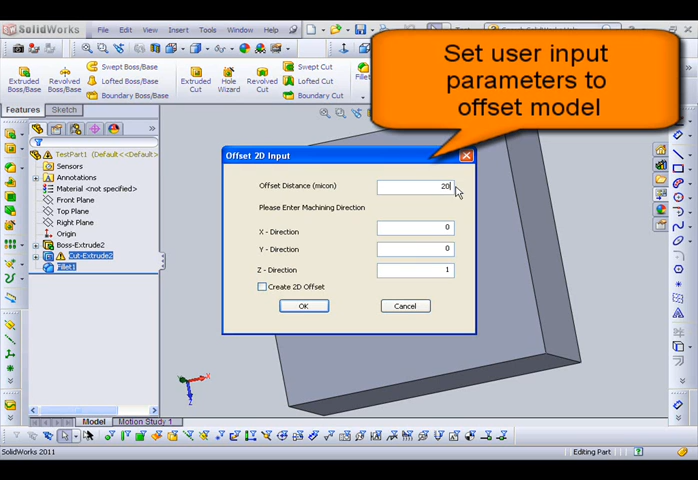 SolidWorks
File
Edit
View
Insert
Tools
Set user input
parameters to
offset model
Extruded
Boss/Base
Revolved
Boss/Base
Swept Boss/Base
Lofted Boss/Base
Boundary Boss/Base
Extruded
Cut
Hole
Wizard
Revolved
Cut
Swept Cut
Lofted Cut
Boundary Cut
Fillet
Features
Sketch
TestPart1 (Default<<Default>
Sensors
Annotations
Material <not specified>
Front Plane
Top Plane
Right Plane
Origin
Boss-Extrude2
Cut-Extrude2
Fillet1
Offset 2D Input
Offset Distance (micon)
20
Please Enter Machining Direction
X - Direction
0
Y - Direction
0
Z - Direction
1
Create 2D Offset
OK
Cancel
Model
Motion Study 1
SolidWorks 2011
Editing Part